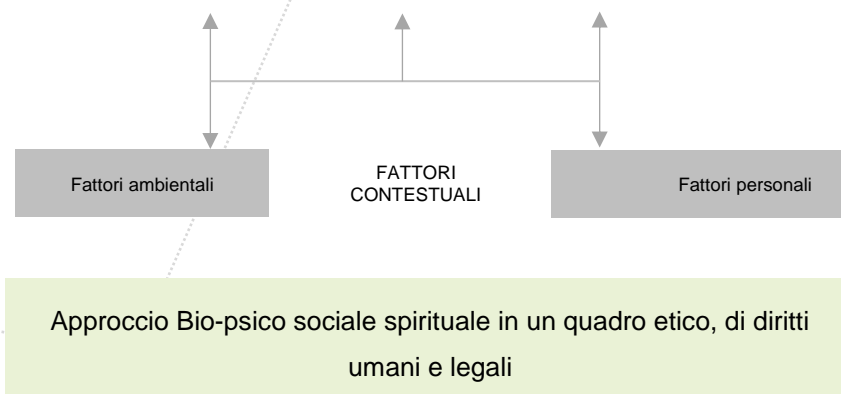 Fattori ambientali
FATTORI
CONTESTUALI
Fattori personali
Approccio Bio-psico sociale spirituale in un quadro etico, di diritti
umani e legali